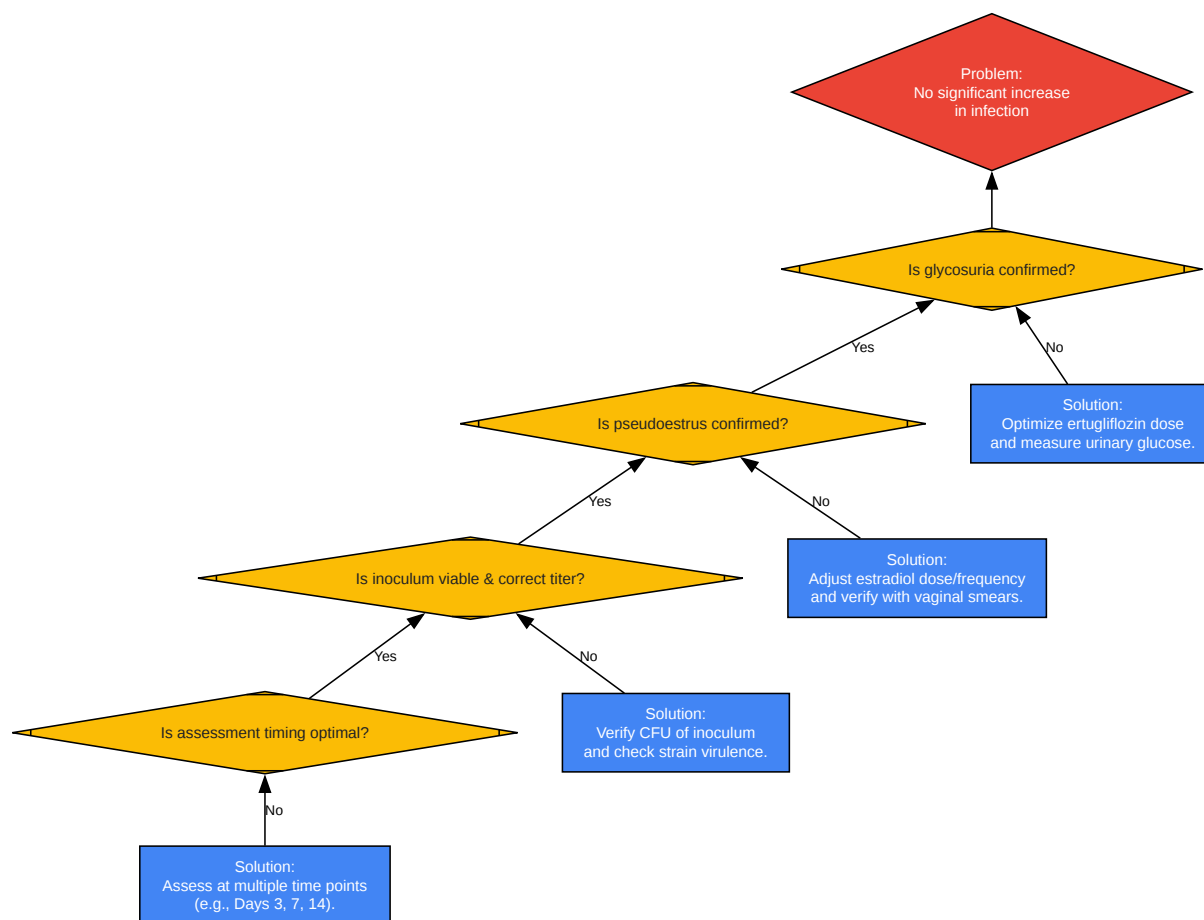 Problem:
No significant increase
in infection
Is glycosuria confirmed?
Yes
No
Solution:
Optimize ertugliflozin dose
and measure urinary glucose.
Is pseudoestrus confirmed?
Yes
No
Solution:
Adjust estradiol dose/frequency
and verify with vaginal smears.
Is inoculum viable & correct titer?
Yes
No
Solution:
Verify CFU of inoculum
and check strain virulence.
Is assessment timing optimal?
No
Solution:
Assess at multiple time points
(e.g., Days 3, 7, 14).